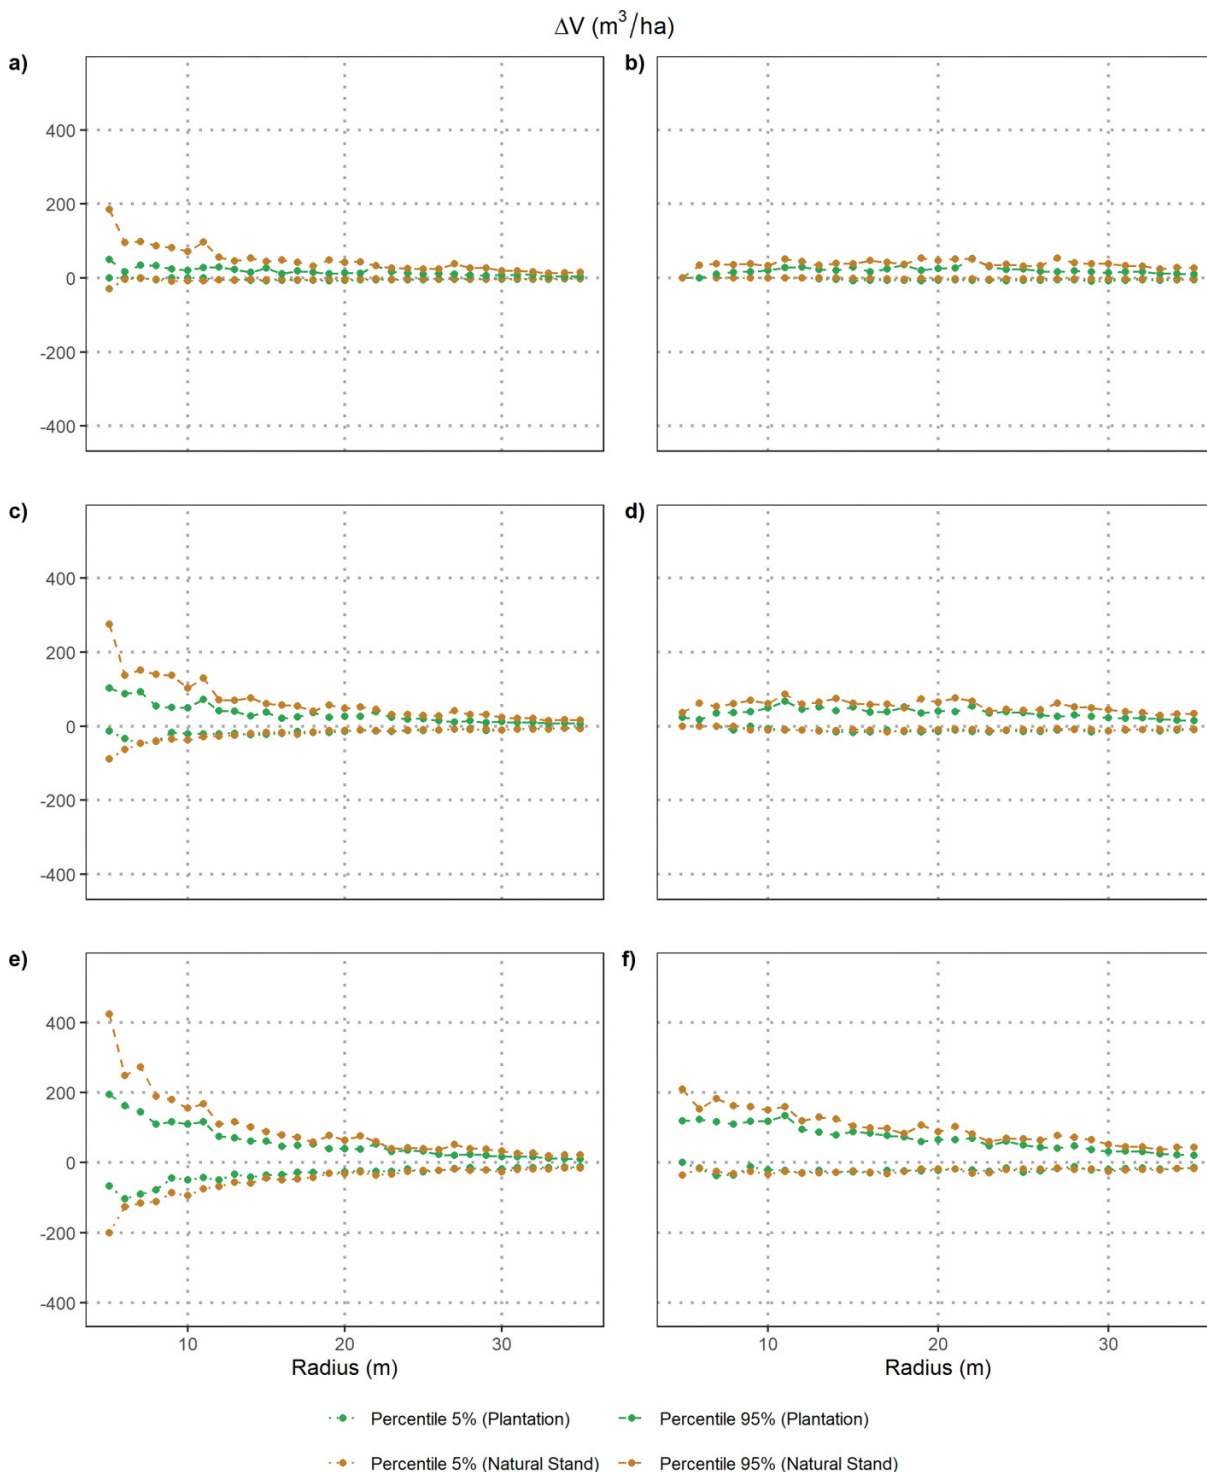 ΔV (m³/ha)
a)
b)
400
200
0
-200
-400
c)
d)
400
200
0
-200
-400
e)
f)
400
200
0
-200
-400
10 20 30 10 20 30
Radius (m) Radius (m)
Percentile 5% (Plantation) Percentile 95% (Plantation)
Percentile 5% (Natural Stand) Percentile 95% (Natural Stand)